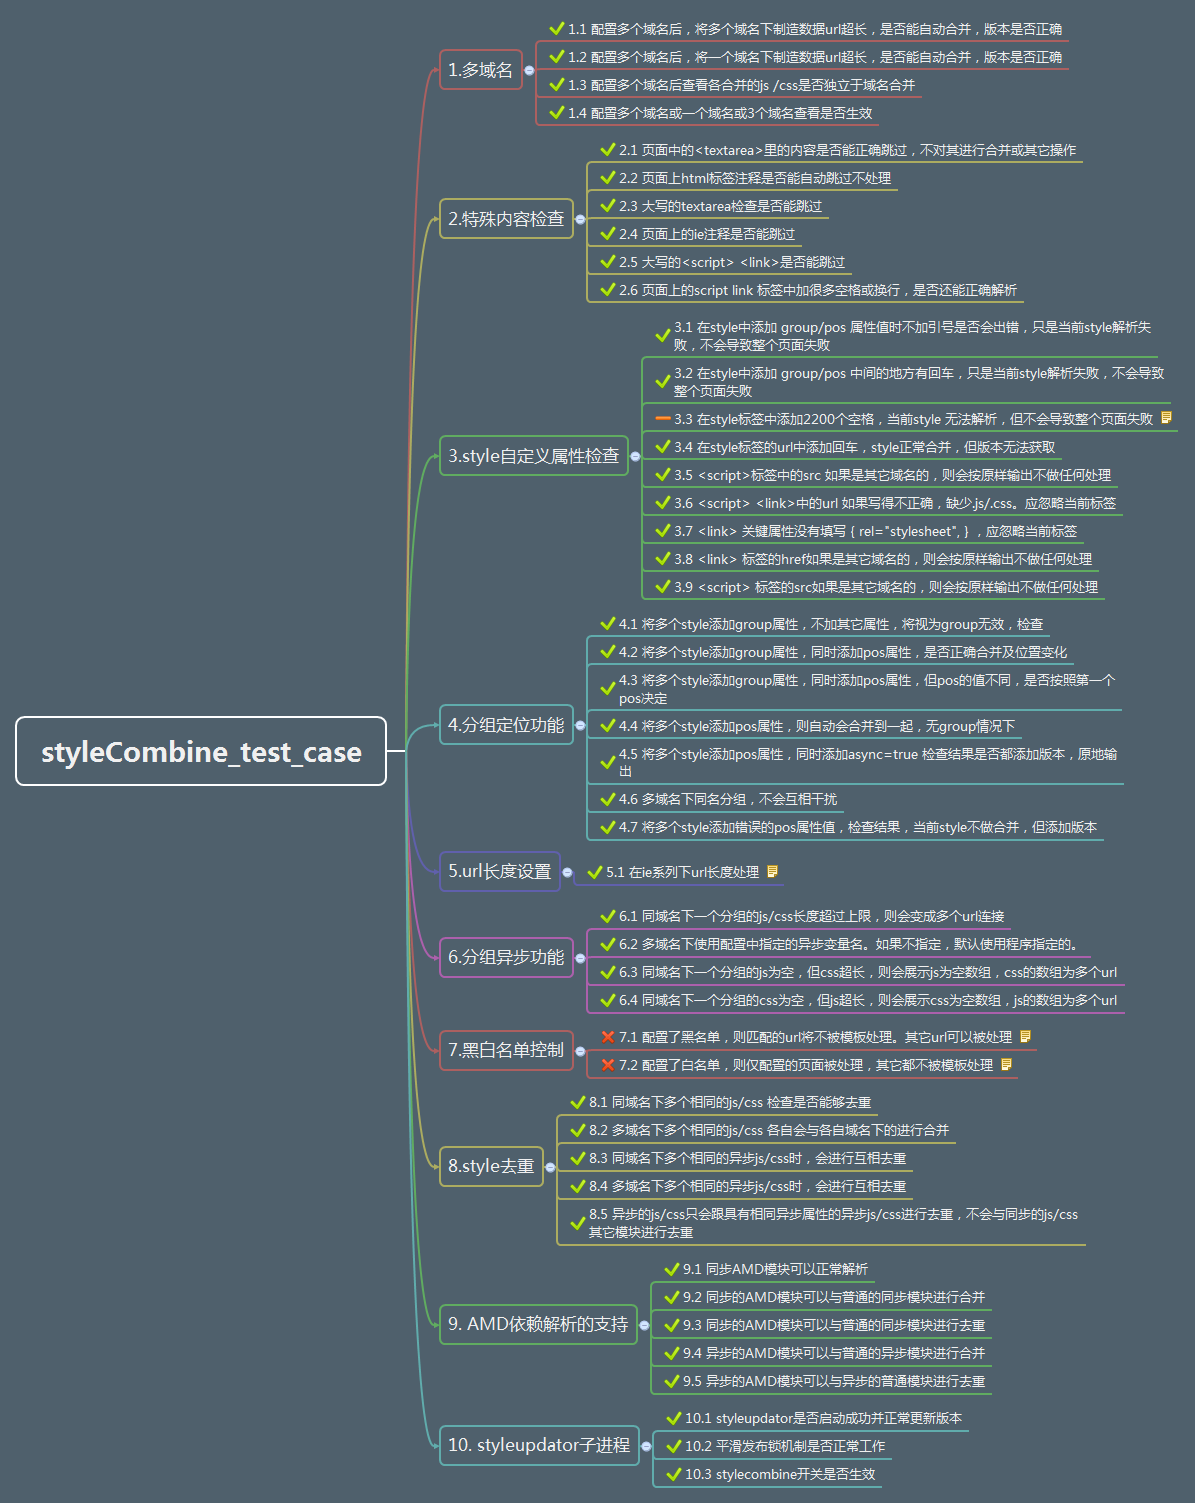 styleCombine_test_case
1.多域名
1.1 配置多个域名后，将多个域名下制造数据url超长，是否能自动合并，版本是否正确
1.2 配置多个域名后，将一个域名下制造数据url超长，是否能自动合并，版本是否正确
1.3 配置多个域名后查看各合并的js /css是否独立于域名合并
1.4 配置多个域名或一个域名或3个域名查看是否生效
2.特殊内容检查
2.1 页面中的<textarea>里的内容是否能正确跳过，不对其进行合并或其它操作
2.2 页面上html标签注释是否能自动跳过不处理
2.3 大写的textarea检查是否能跳过
2.4 页面上的ie注释是否能跳过
2.5 大写的<script> <link>是否能跳过
2.6 页面上的script link 标签中加很多空格或换行，是否还能正确解析
3.style自定义属性检查
3.1 在style中添加 group/pos 属性值时不加引号是否会出错，只是当前style解析失
败，不会导致整个页面失败
3.2 在style中添加 group/pos 中间的地方有回车，只是当前style解析失败，不会导致
整个页面失败
3.3 在style标签中添加2200个空格，当前style 无法解析，但不会导致整个页面失败
3.4 在style标签的url中添加回车，style正常合并，但版本无法获取
3.5 <script>标签中的src 如果是其它域名的，则会按原样输出不做任何处理
3.6 <script> <link>中的url 如果写得不正确，缺少.js/.css。应忽略当前标签
3.7 <link> 关键属性没有填写 { rel="stylesheet", } ，应忽略当前标签
3.8 <link> 标签的href如果是其它域名的，则会按原样输出不做任何处理
3.9 <script> 标签的src如果是其它域名的，则会按原样输出不做任何处理
4.分组定位功能
4.1 将多个style添加group属性，不加其它属性，将视为group无效，检查
4.2 将多个style添加group属性，同时添加pos属性，是否正确合并及位置变化
4.3 将多个style添加group属性，同时添加pos属性，但pos的值不同，是否按照第一个
pos决定
4.4 将多个style添加pos属性，则自动会合并到一起，无group情况下
4.5 将多个style添加pos属性，同时添加async=true 检查结果是否都添加版本，原地输
出
4.6 多域名下同名分组，不会互相干扰
4.7 将多个style添加错误的pos属性值，检查结果，当前style不做合并，但添加版本
5.url长度设置
5.1 在ie系列下url长度处理
6.分组异步功能
6.1 同域名下一个分组的js/css长度超过上限，则会变成多个url连接
6.2 多域名下使用配置中指定的异步变量名。如果不指定，默认使用程序指定的。
6.3 同域名下一个分组的js为空，但css超长，则会展示js为空数组，css的数组为多个url
6.4 同域名下一个分组的css为空，但js超长，则会展示css为空数组，js的数组为多个url
7.黑白名单控制
7.1 配置了黑名单，则匹配的url将不被模板处理。其它url可以被处理
7.2 配置了白名单，则仅配置的页面被处理，其它都不被模板处理
8.style去重
8.1 同域名下多个相同的js/css 检查是否能够去重
8.2 多域名下多个相同的js/css 各自会与各自域名下的进行合并
8.3 同域名下多个相同的异步js/css时，会进行互相去重
8.4 多域名下多个相同的异步js/css时，会进行互相去重
8.5 异步的js/css只会跟具有相同异步属性的异步js/css进行去重，不会与同步的js/css
其它模块进行去重
9. AMD依赖解析的支持
9.1 同步AMD模块可以正常解析
9.2 同步的AMD模块可以与普通的同步模块进行合并
9.3 同步的AMD模块可以与普通的同步模块进行去重
9.4 异步的AMD模块可以与普通的异步模块进行合并
9.5 异步的AMD模块可以与异步的普通模块进行去重
10. styleupdator子进程
10.1 styleupdator是否启动成功并正常更新版本
10.2 平滑发布锁机制是否正常工作
10.3 stylecombine开关是否生效